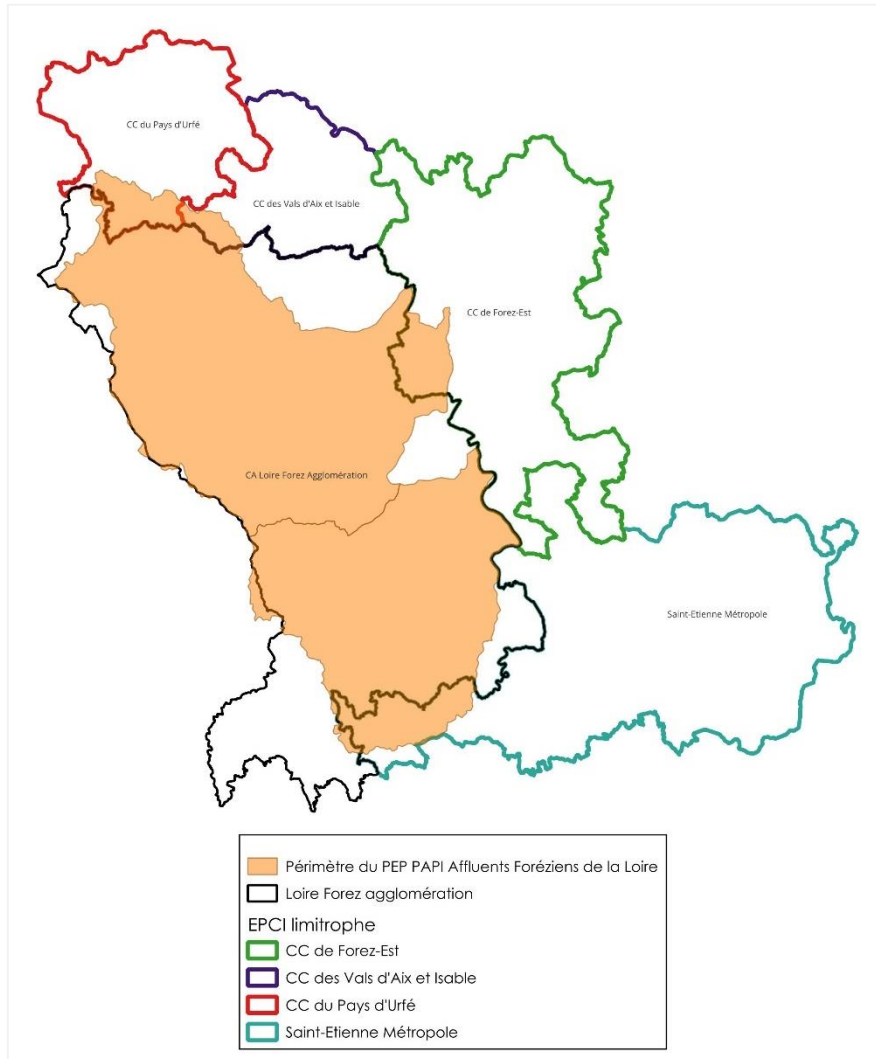 CC du Pays d'Urfé
CC des Vals d'Aix et Isable
CC de Forez-Est
CA Loire Forez Agglomération
Saint-Etienne Métropole
Périmètre du PEP PAPI Affluents Foréziens de la Loire
Loire Forez agglomération
EPCI limitrophe
CC de Forez-Est
CC des Vals d'Aix et Isable
CC du Pays d'Urfé
Saint-Etienne Métropole